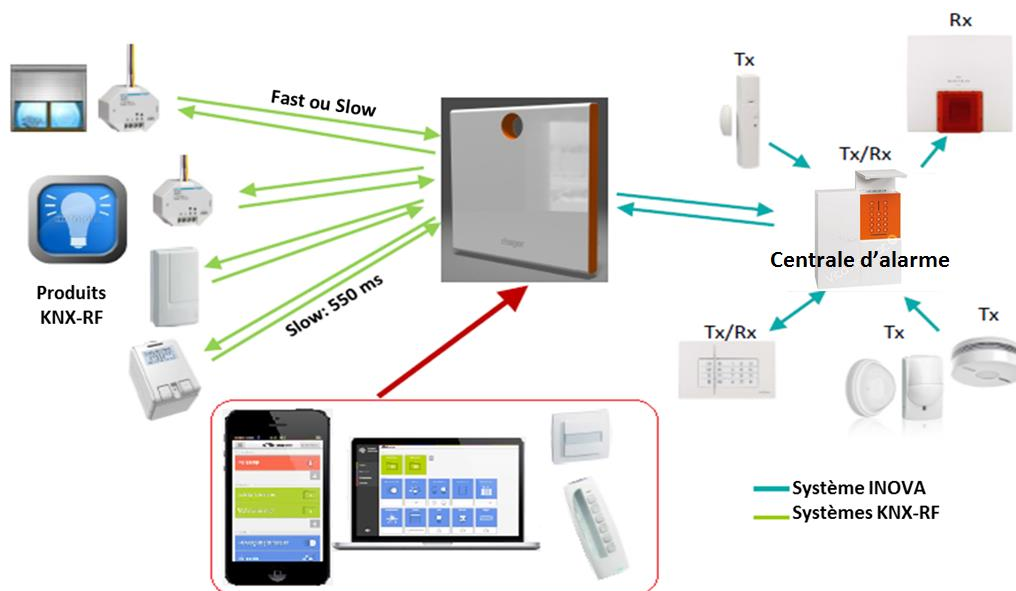 Rx
Tx
Fast ou Slow
Tx/Rx
Centrale d’alarme
Produits
KNX-RF
Slow: 550 ms
Tx/Rx
Tx
Tx
Système INOVA
Systèmes KNX-RF